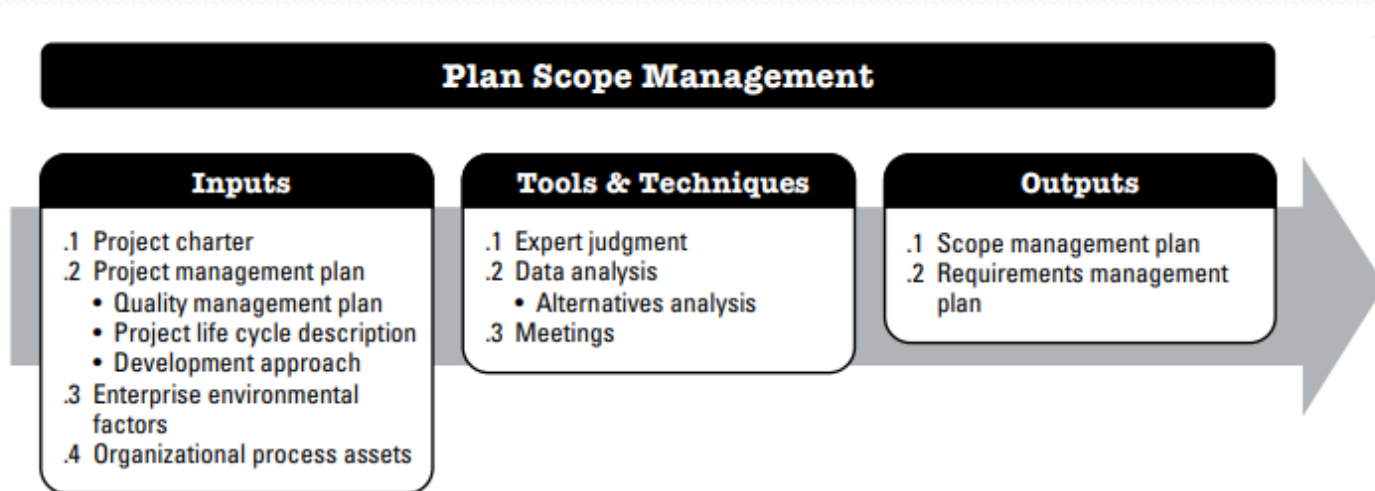 Plan Scope Management
Inputs
.1 Project charter
.2 Project management plan
• Quality management plan
• Project life cycle description
• Development approach
.3 Enterprise environmental
factors
.4 Organizational process assets
Tools & Techniques
.1 Expert judgment
.2 Data analysis
• Alternatives analysis
.3 Meetings
Outputs
.1 Scope management plan
.2 Requirements management
plan